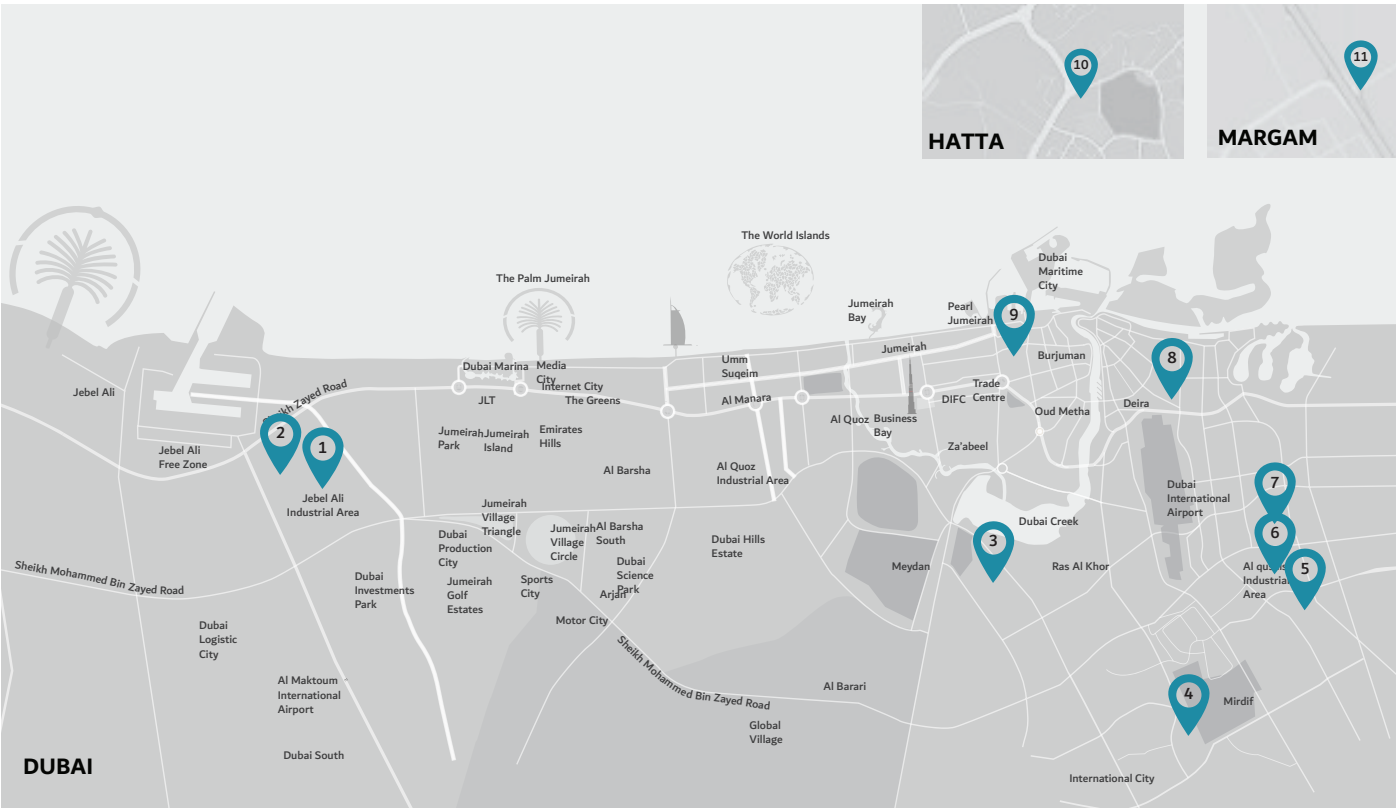 10
11
HATTA
MARGAM
The World Islands
Dubai
Maritime
City
The Palm Jumeirah
Jumeirah
Bay
Pearl
Jumeirah
9
Jumeirah
Burjuman
8
Umm
Suqeim
Dubai Marina
Media
City
Internet City
The Greens
JLT
Jebel Ali
Sheikh Zayed Road
Al Manara
DIFC
Trade
Centre
Oud Metha
Deira
Al Quoz
Business
Bay
Za'abeel
2
1
Jebel Ali
Free Zone
Jebel Ali
Industrial Area
Jumeirah
Park
Jumeirah
Island
Emirates
Hills
Al Barsha
Al Quoz
Industrial Area
Dubai
International
Airport
7
6
5
Al qusais
Industrial
Area
Jumeirah
Village
Triangle
Dubai
Production
City
Jumeirah
Village
Circle
Al Barsha
South
Dubai Hills
Estate
Dubai Creek
3
Meydan
Ras Al Khor
Sheikh Mohammed Bin Zayed Road
Dubai
Investments
Park
Jumeirah
Golf
Estates
Sports
City
Dubai
Science
Park
Arjan
Motor City
Dubai
Logistic
City
Sheikh Mohammed Bin Zayed Road
Al Maktoum
International
Airport
Al Barari
4
Mirdif
Global
Village
Dubai South
DUBAI
International City